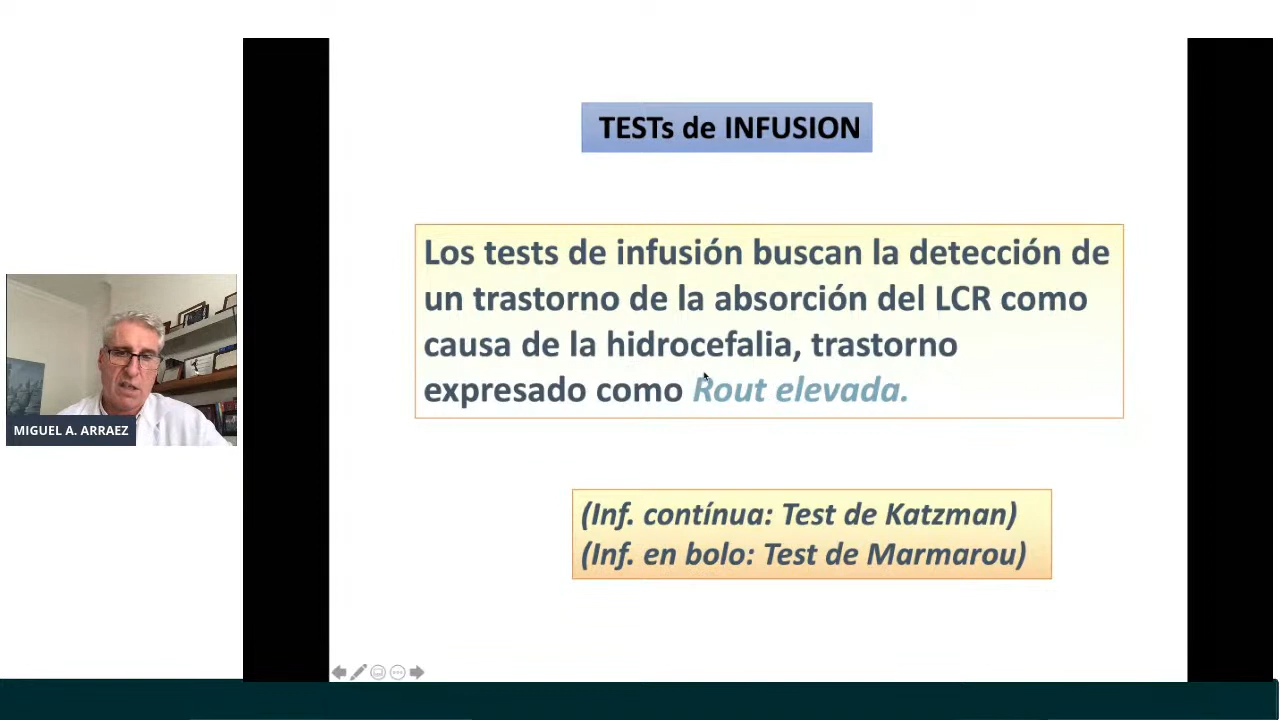 TESTs de INFUSION
Los tests de infusión buscan la detección de
un trastorno de la absorción del LCR como
causa de la hidrocefalia, trastorno
expresado como Rout elevada.
MIGUEL A. ARRAEZ
(Inf. contínua: Test de Katzman)
(Inf. en bolo: Test de Marmarou)